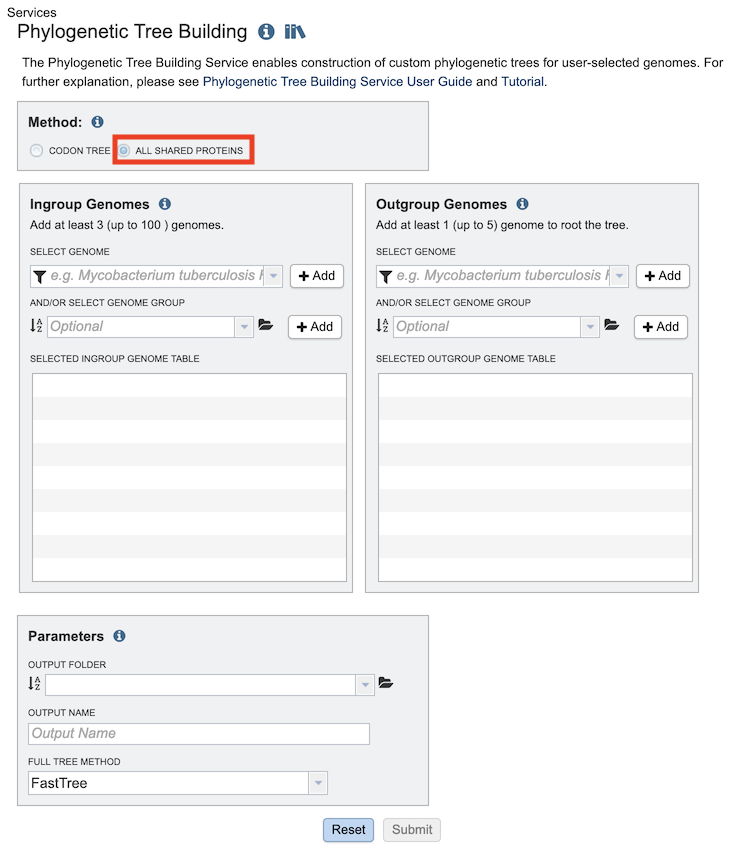 Services
Phylogenetic Tree Building
The Phylogenetic Tree Building Service enables construction of custom phylogenetic trees for user-selected genomes. For
further explanation, please see Phylogenetic Tree Building Service User Guide and Tutorial.
Method:
CODON TREE ALL SHARED PROTEINS
Ingroup Genomes
Add at least 3 (up to 100 ) genomes.
SELECT GENOME
e.g. Mycobacterium tuberculosis
+ Add
AND/OR SELECT GENOME GROUP
Optional
+ Add
SELECTED INGROUP GENOME TABLE
Outgroup Genomes
Add at least 1 (up to 5) genome to root the tree.
SELECT GENOME
e.g. Mycobacterium tuberculosis
+ Add
AND/OR SELECT GENOME GROUP
Optional
+ Add
SELECTED OUTGROUP GENOME TABLE
Parameters
OUTPUT FOLDER
OUTPUT NAME
Output Name
FULL TREE METHOD
FastTree
Reset Submit